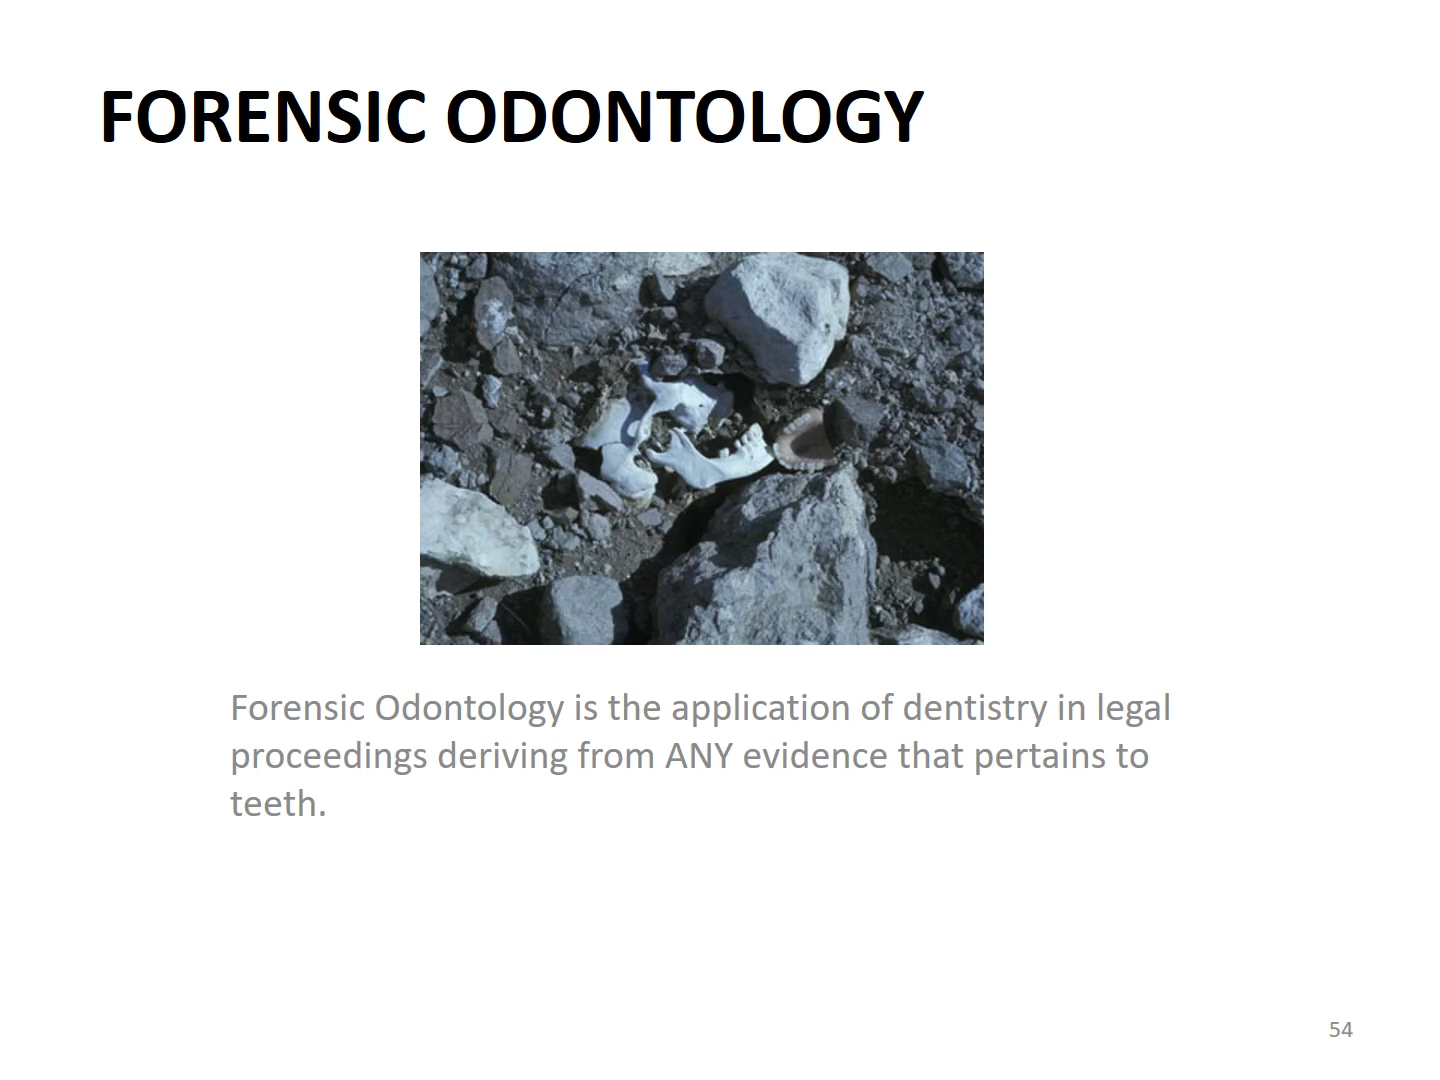 FORENSIC ODONTOLOGY
Forensic Odontology is the application of dentistry in legal
proceedings deriving from ANY evidence that pertains to
teeth.
54